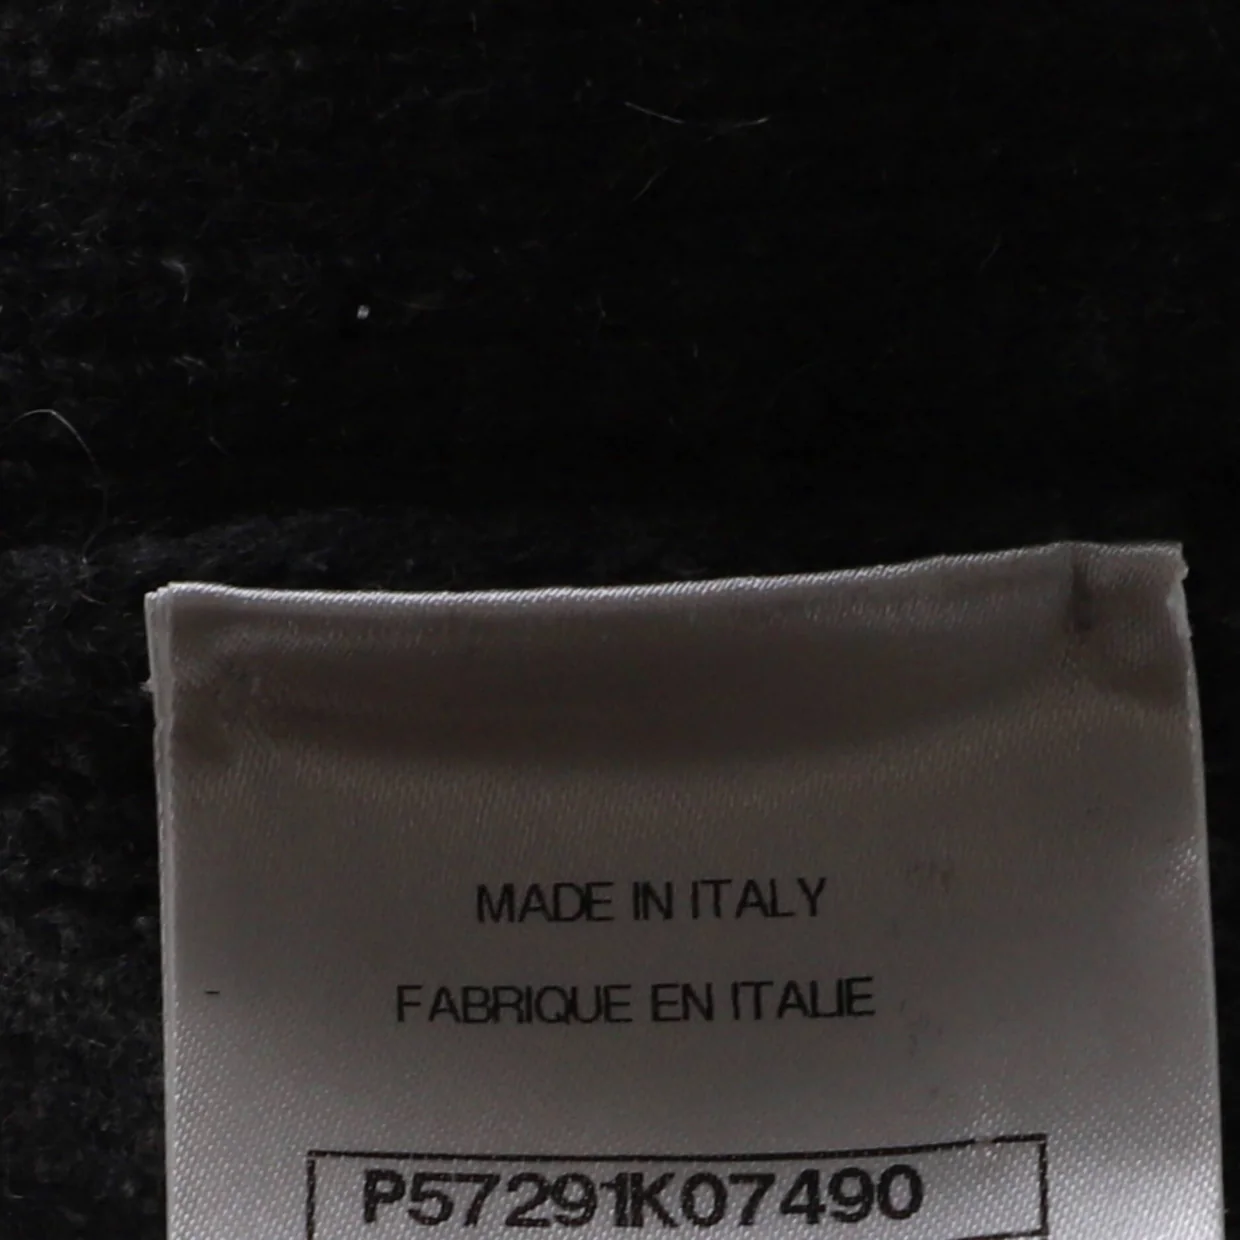 MADE IN ITALY
FABRIQUE EN ITALIE
P57291K07490